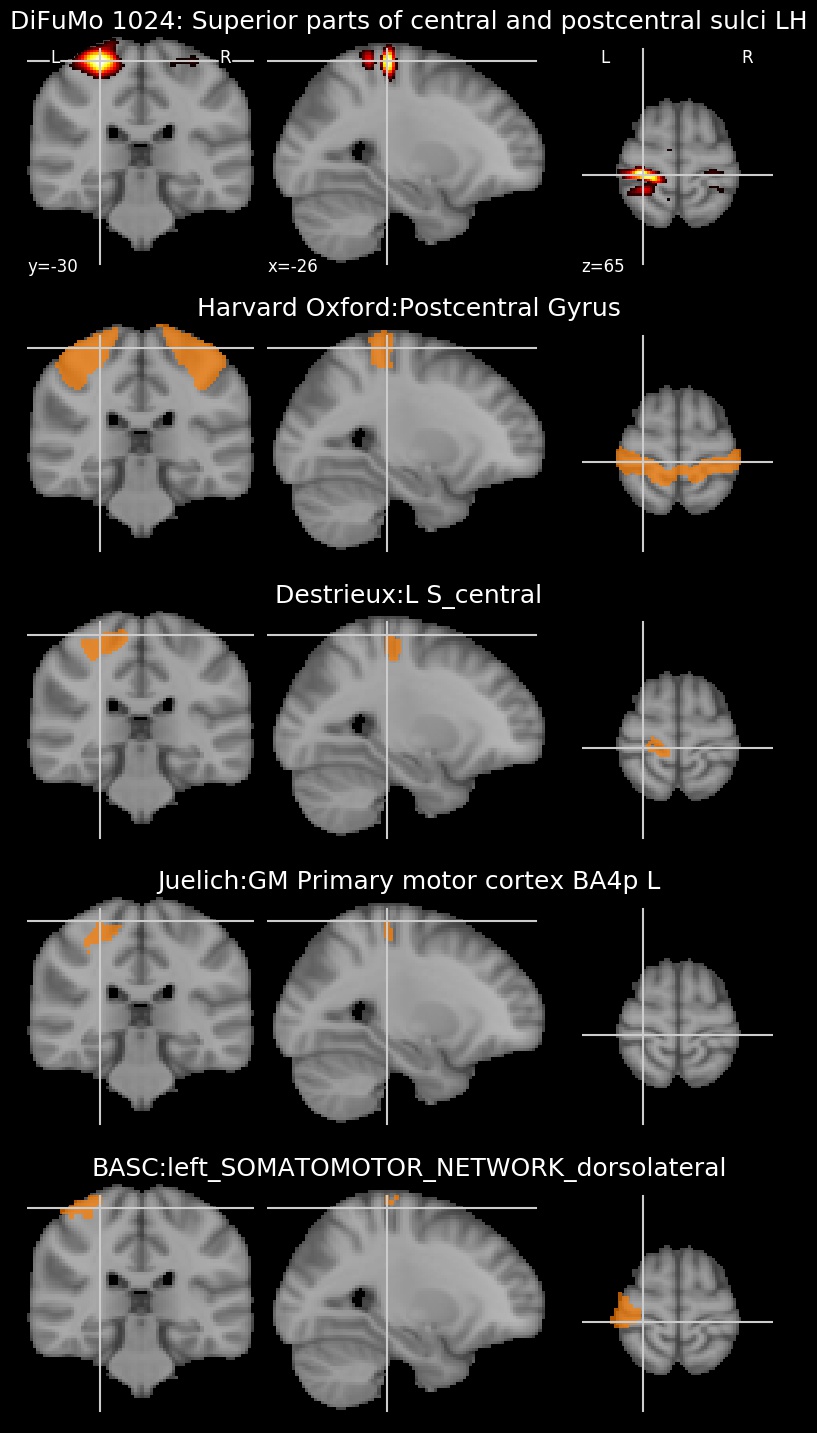 DiFuMo 1024: Superior parts of central and postcentral sulci LH
L R
L R
y=-30 x=-26 z=65
Harvard Oxford:Postcentral Gyrus
Destrieux:L S_central
Juelich:GM Primary motor cortex BA4p L
BASC:left_SOMATOMOTOR_NETWORK_dorsolateral